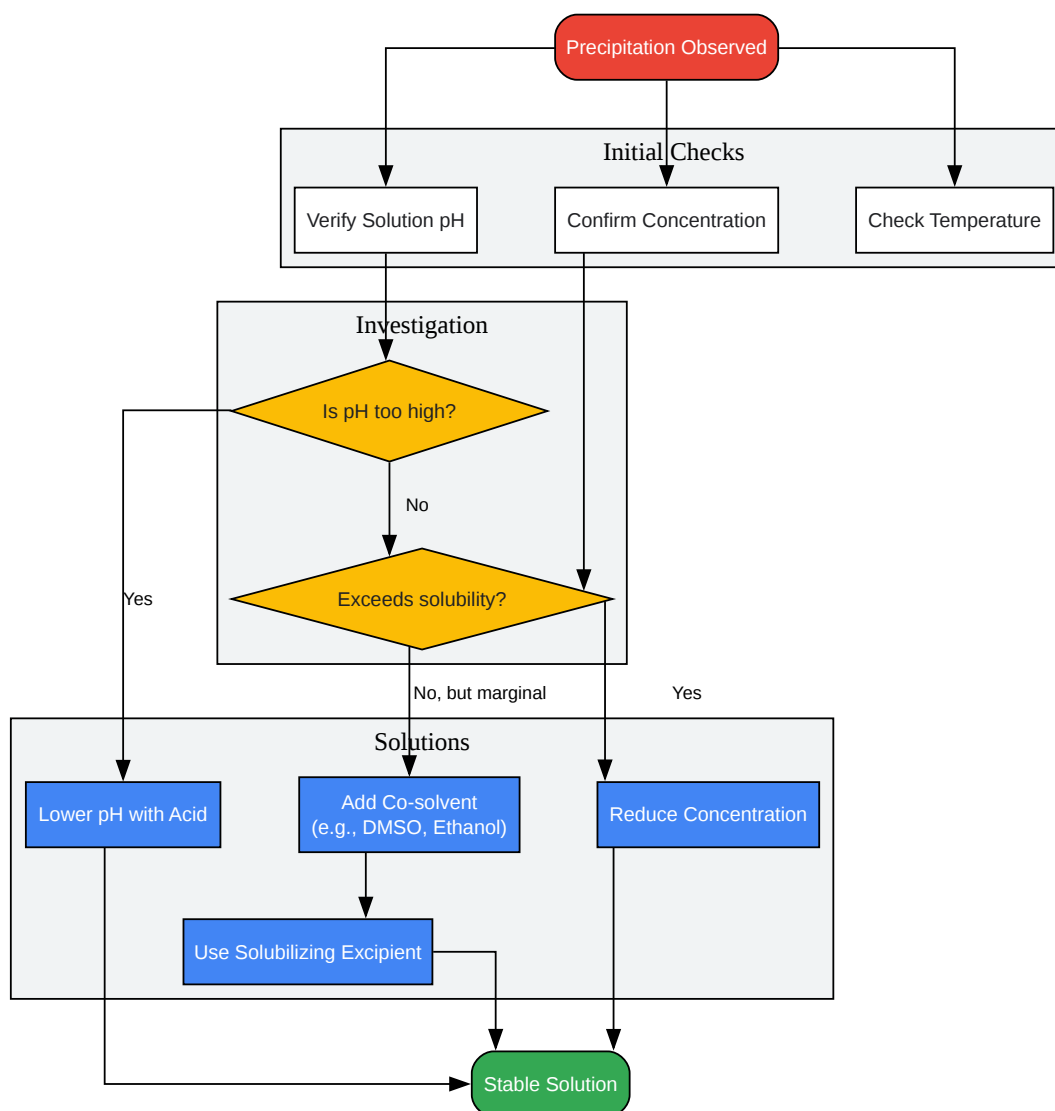 Precipitation Observed
Initial Checks
Verify Solution pH
Confirm Concentration
Check Temperature
Investigation
Is pH too high?
No
Exceeds solubility?
Yes
No, but marginal
Yes
Solutions
Lower pH with Acid
Add Co-solvent
(e.g., DMSO, Ethanol)
Reduce Concentration
Use Solubilizing Excipient
Stable Solution